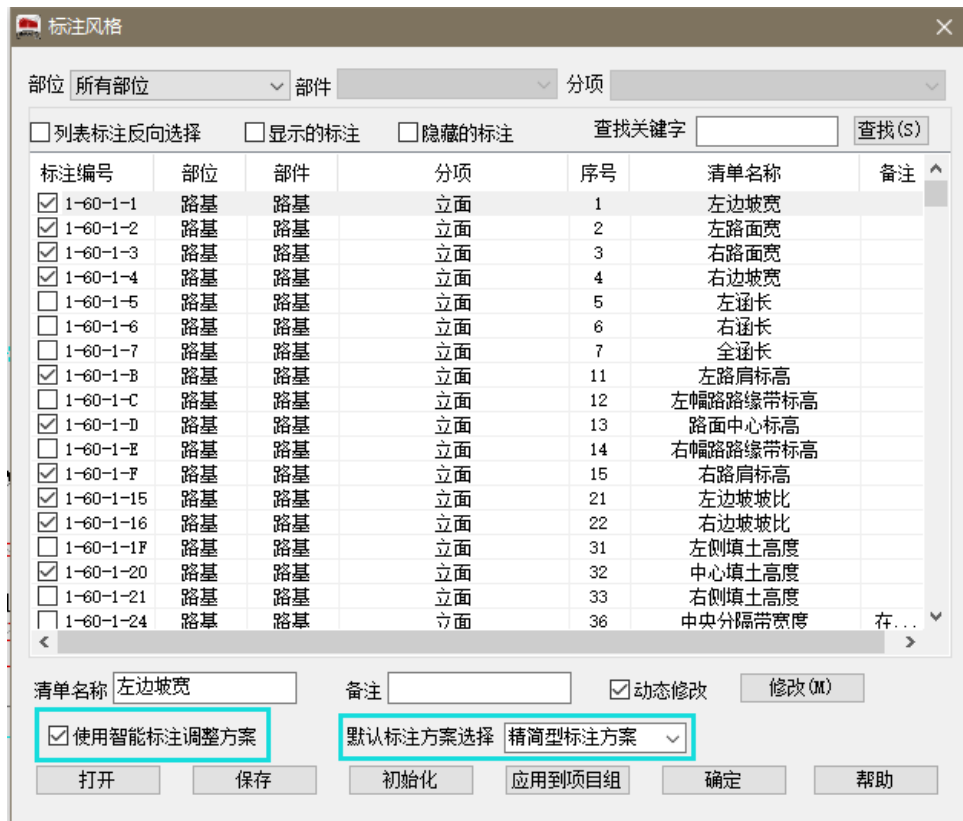 标注风格
部位 所有部位 部件 分项
列表标注反向选择 显示的标注 隐藏的标注 查找关键字 查找(S)
标注编号 部位 部件 分项 序号 清单名称 备注
1-60-1-1 路基 路基 立面 1 左边坡宽
1-60-1-2 路基 路基 立面 2 左路面宽
1-60-1-3 路基 路基 立面 3 右路面宽
1-60-1-4 路基 路基 立面 4 右边坡宽
1-60-1-5 路基 路基 立面 5 左涵长
1-60-1-6 路基 路基 立面 6 右涵长
1-60-1-7 路基 路基 立面 7 全涵长
1-60-1-B 路基 路基 立面 11 左路肩标高
1-60-1-C 路基 路基 立面 12 左幅路路缘带标高
1-60-1-D 路基 路基 立面 13 路面中心标高
1-60-1-E 路基 路基 立面 14 右幅路路缘带标高
1-60-1-F 路基 路基 立面 15 右路肩标高
1-60-1-15 路基 路基 立面 21 左边坡坡比
1-60-1-16 路基 路基 立面 22 右边坡坡比
1-60-1-1F 路基 路基 立面 31 左侧填土高度
1-60-1-20 路基 路基 立面 32 中心填土高度
1-60-1-21 路基 路基 立面 33 右侧填土高度
1-60-1-24 路基 路基 立面 36 中央分隔带宽度 在...
清单名称 左边坡宽 备注 动态修改 修改(M)
使用智能标注调整方案 默认标注方案选择 精简型标注方案
打开 保存 初始化 应用到项目组 确定 帮助